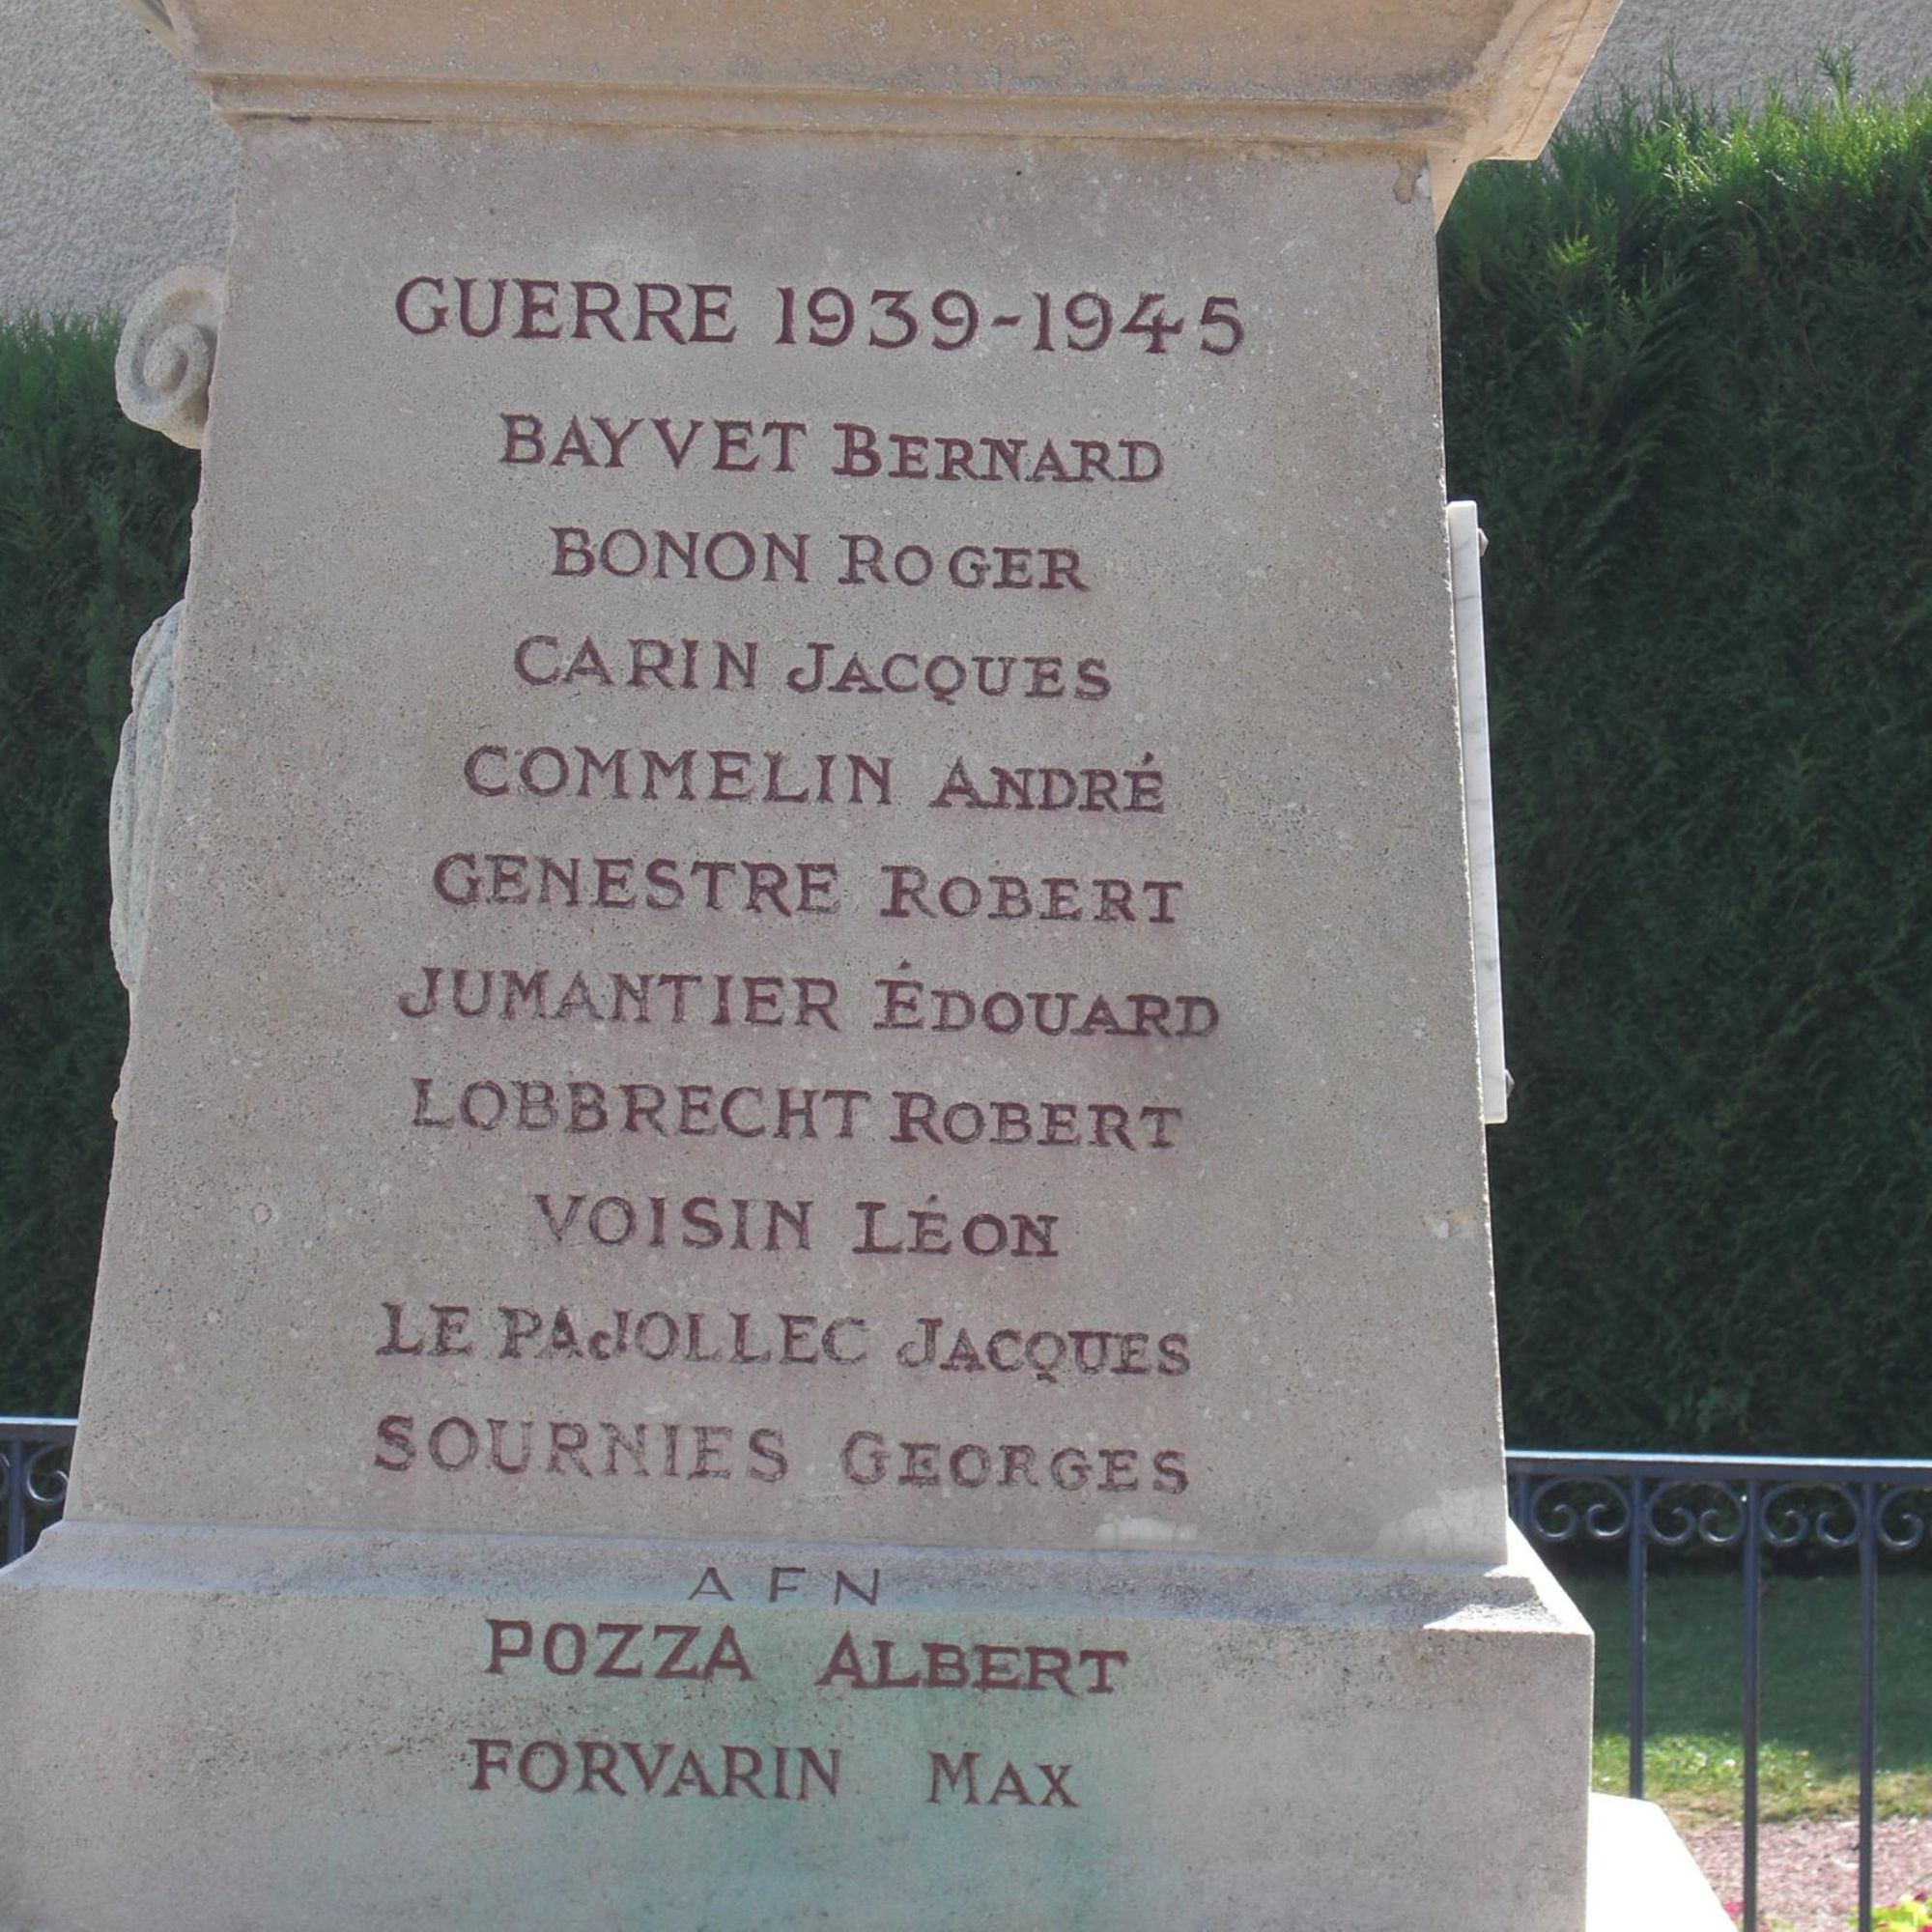 GUERRE 1939-1945
BAYVET BERNARD
BONON ROGER
CARIN JACQUES
COMMELIN ANDRÉ
GENESTRE ROBERT
JUMANTIER ÉDOUARD
LOBBRECHT ROBERT
VOISIN LÉON
LE PAJOLLEC JACQUES
SOURNIES GEORGES
A F N
POZZA ALBERT
FORVARIN MAX